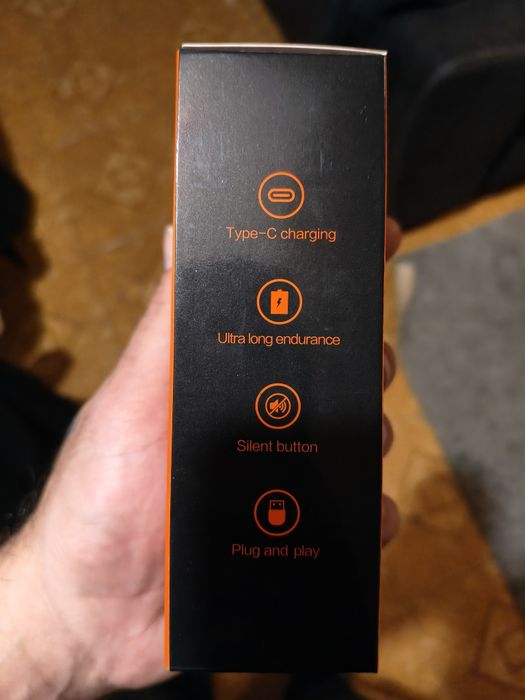 Type-C charging
Ultra long endurance
Silent button
Plug and play